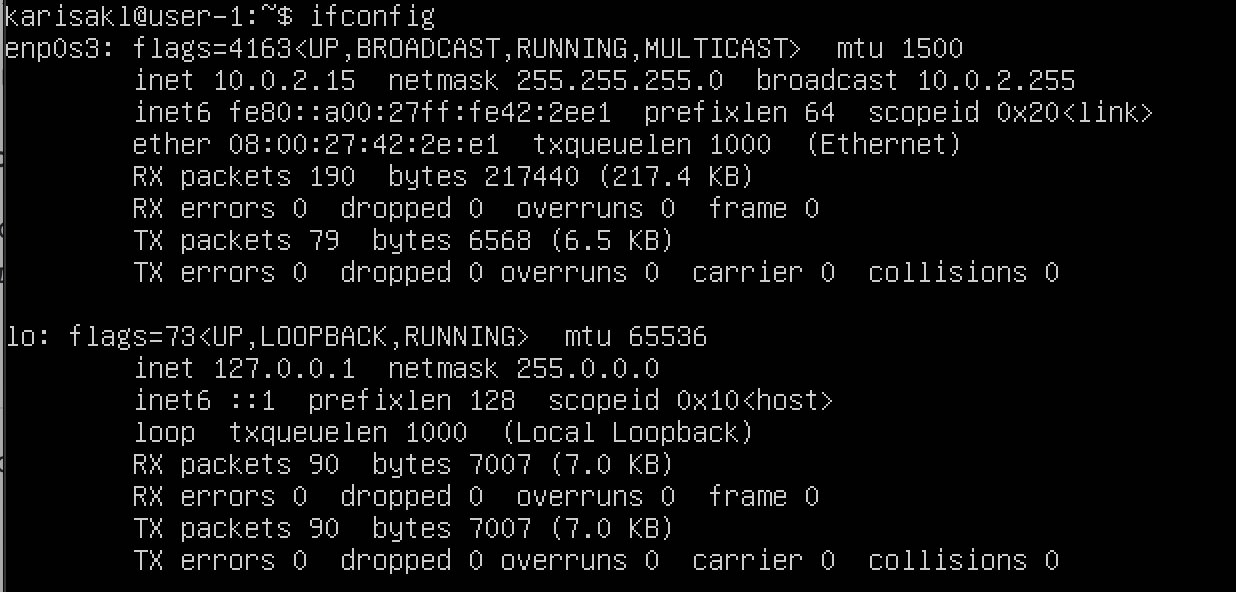 karisakl@user-1:~$ ifconfig
enp0s3: flags=4163<UP,BROADCAST,RUNNING,MULTICAST>  mtu 1500
        inet 10.0.2.15  netmask 255.255.255.0  broadcast 10.0.2.255
        inet6 fe80::a00:27ff:fe42:2ee1  prefixlen 64  scopeid 0x20<link>
        ether 08:00:27:42:2e:e1  txqueuelen 1000  (Ethernet)
        RX packets 190  bytes 217440 (217.4 KB)
        RX errors 0  dropped 0  overruns 0  frame 0
        TX packets 79  bytes 6568 (6.5 KB)
        TX errors 0  dropped 0 overruns 0  carrier 0  collisions 0

lo: flags=73<UP,LOOPBACK,RUNNING>  mtu 65536
        inet 127.0.0.1  netmask 255.0.0.0
        inet6 ::1  prefixlen 128  scopeid 0x10<host>
        loop  txqueuelen 1000  (Local Loopback)
        RX packets 90  bytes 7007 (7.0 KB)
        RX errors 0  dropped 0  overruns 0  frame 0
        TX packets 90  bytes 7007 (7.0 KB)
        TX errors 0  dropped 0 overruns 0  carrier 0  collisions 0